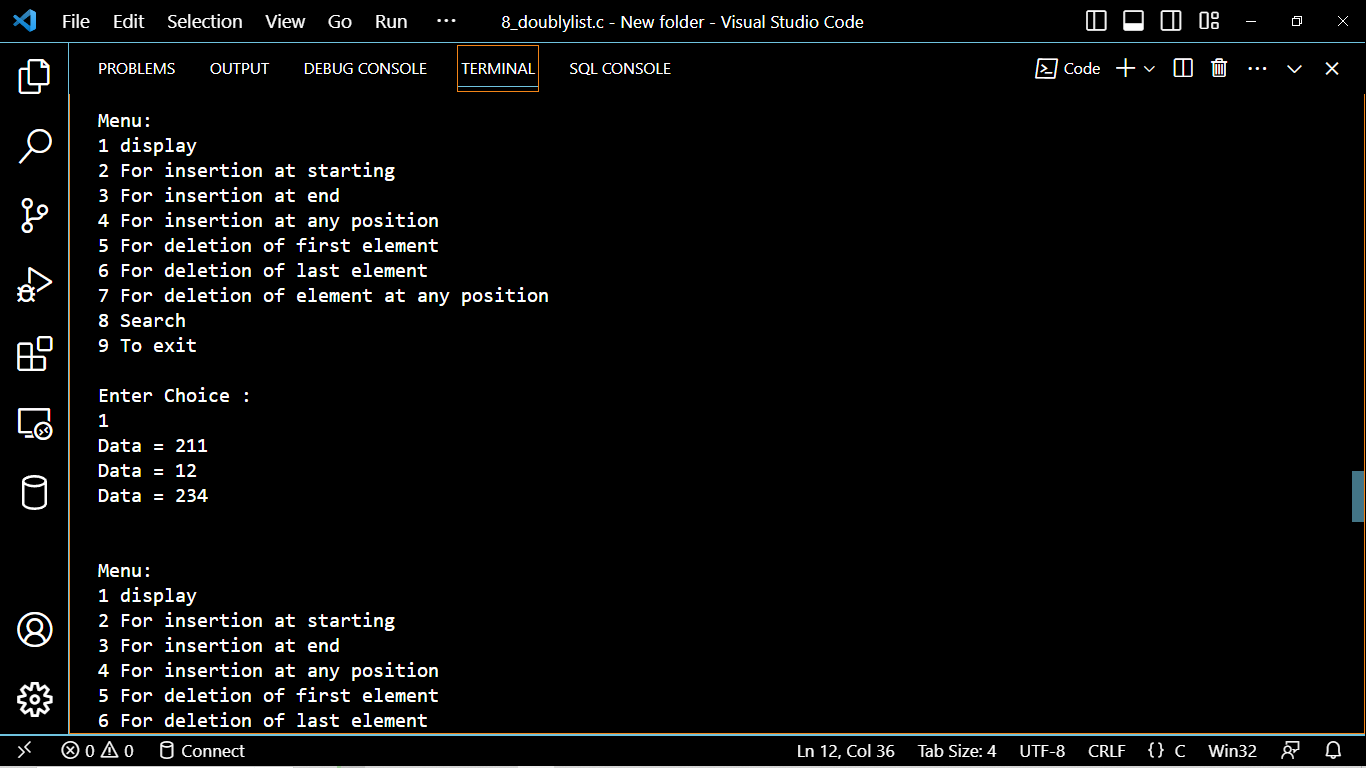 File Edit Selection View Go Run ··· 8_doublylist.c - New folder - Visual Studio Code
PROBLEMS OUTPUT DEBUG CONSOLE TERMINAL SQL CONSOLE Code
Menu:
1 display
2 For insertion at starting
3 For insertion at end
4 For insertion at any position
5 For deletion of first element
6 For deletion of last element
7 For deletion of element at any position
8 Search
9 To exit
Enter Choice :
1
Data = 211
Data = 12
Data = 234
Menu:
1 display
2 For insertion at starting
3 For insertion at end
4 For insertion at any position
5 For deletion of first element
6 For deletion of last element
0 0 Connect Ln 12, Col 36 Tab Size: 4 UTF-8 CRLF {} C Win32